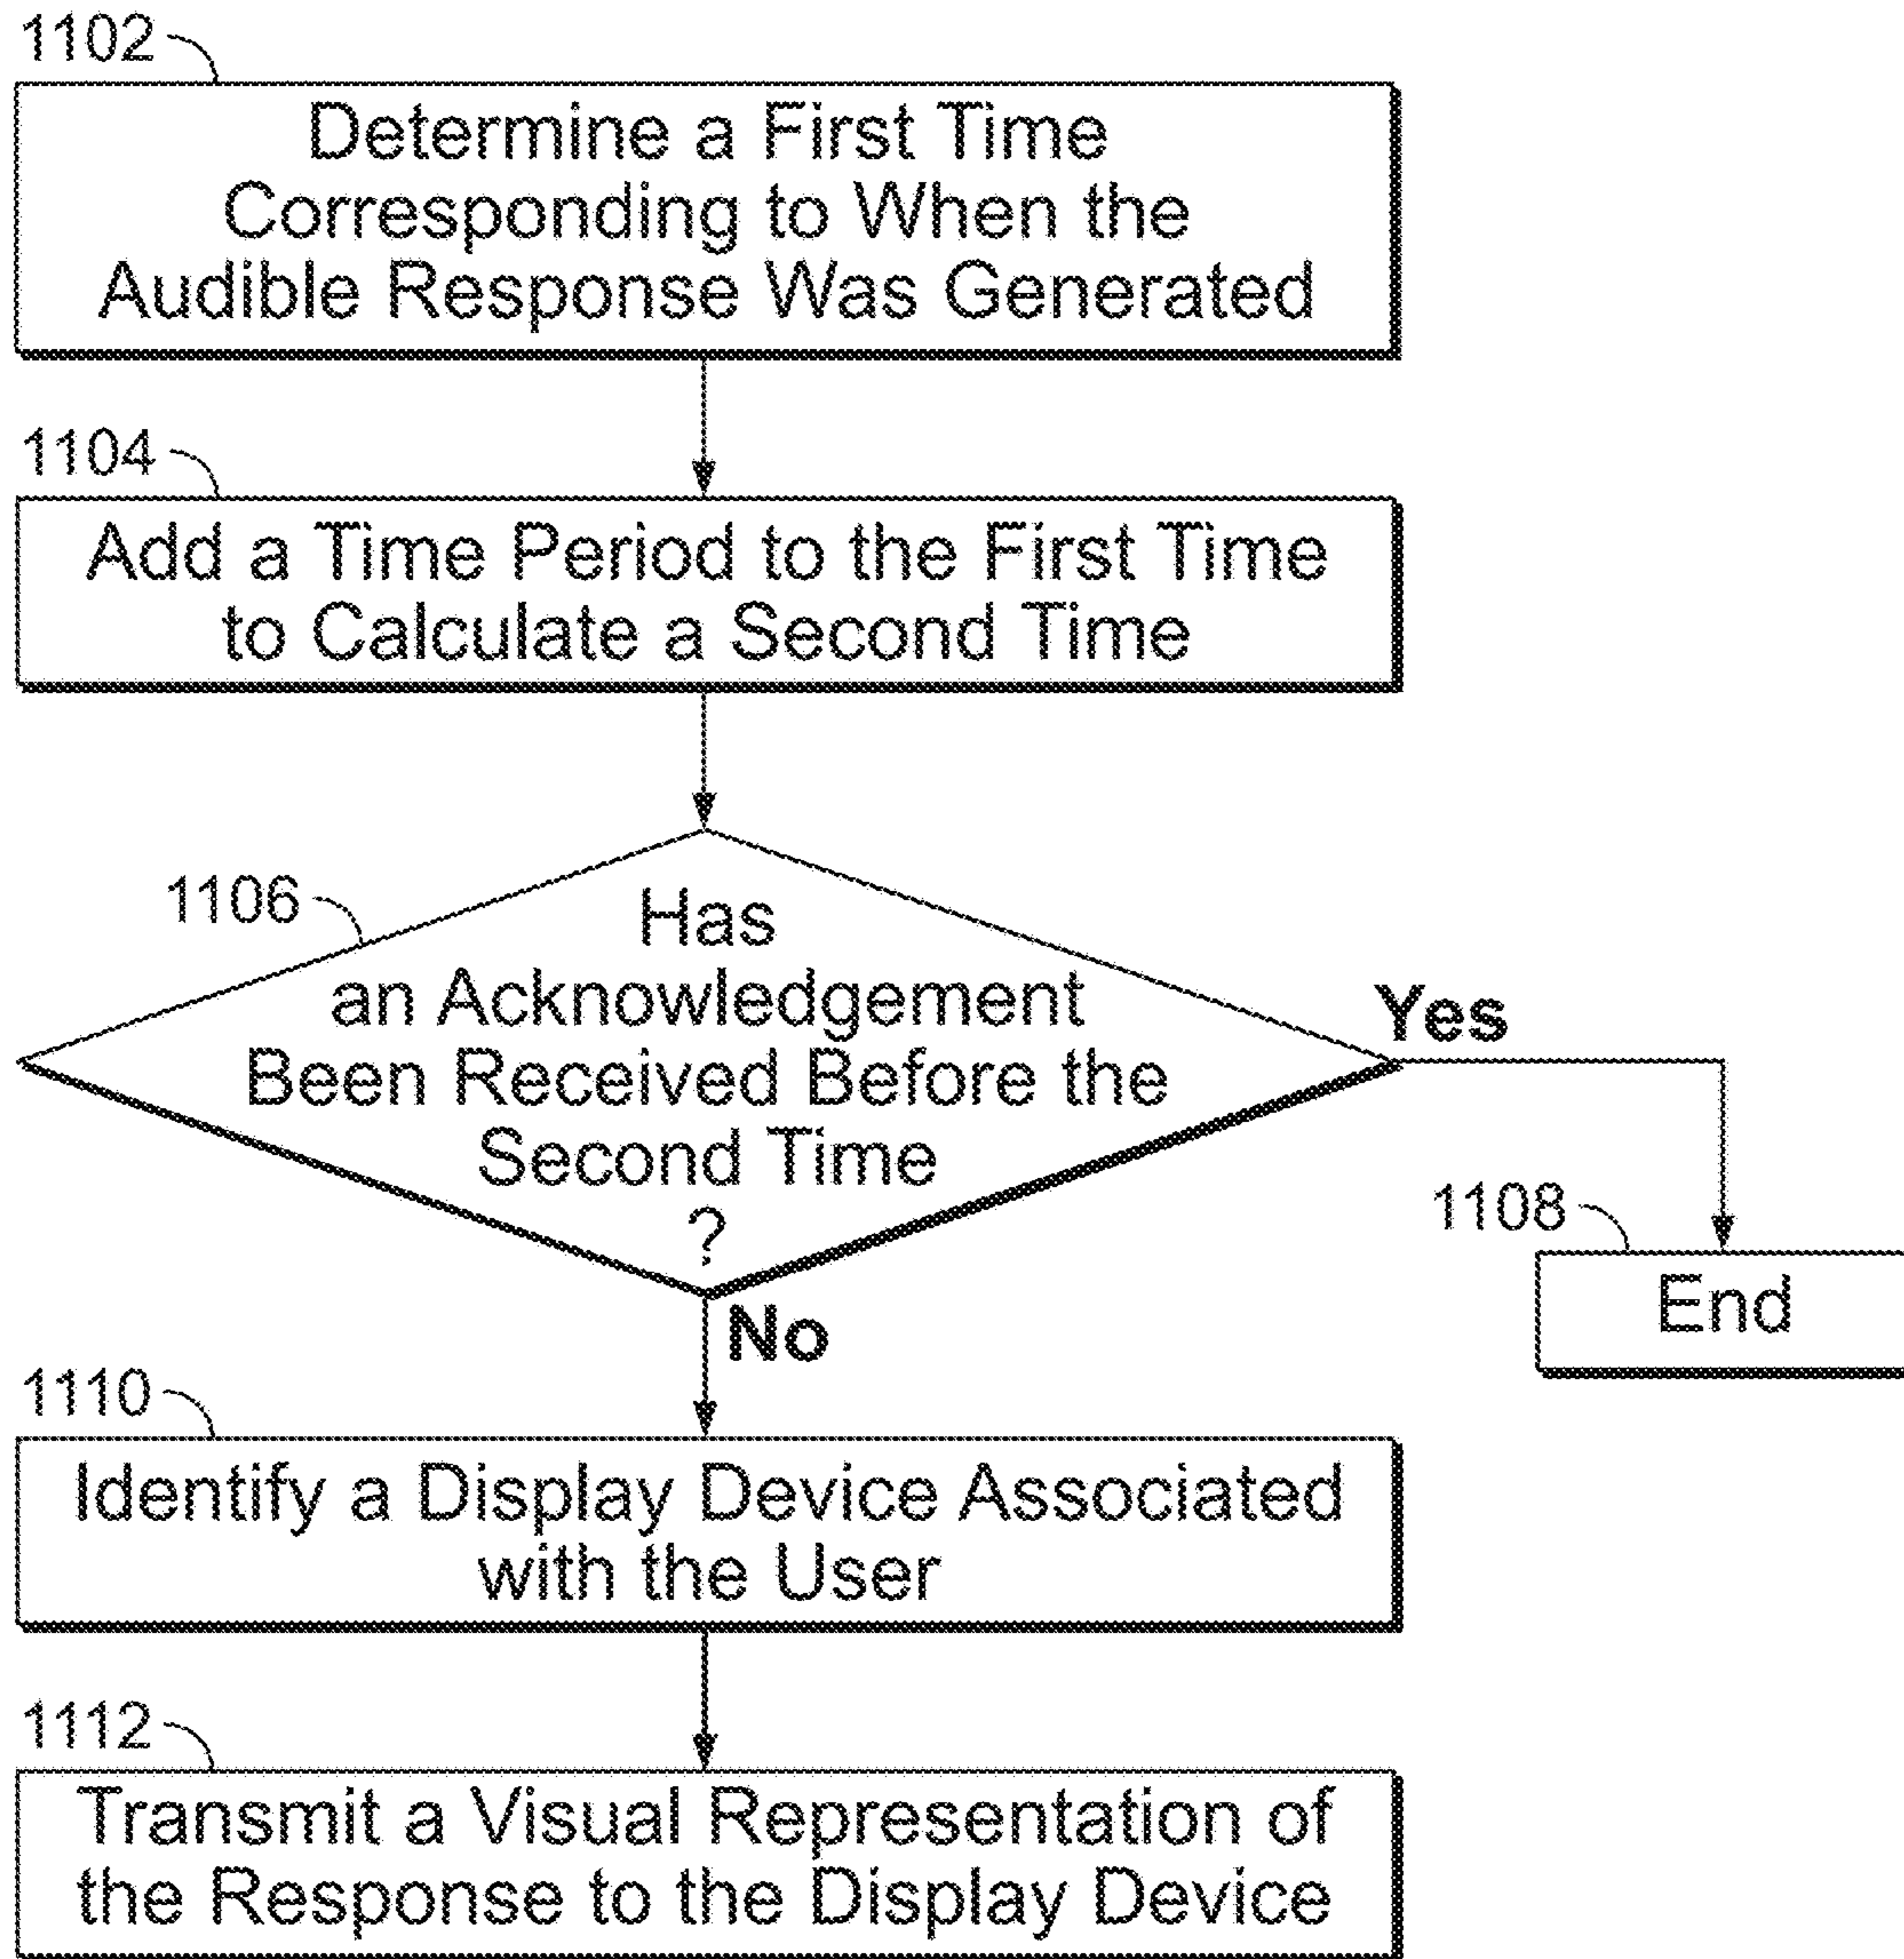 1102
Determine a First Time
Corresponding to When the
Audible Response Was Generated
1104
Add a Time Period to the First Time
to Calculate a Second Time
1106
Has
an Acknowledgement
Been Received Before the
Second Time
?
Yes
1108
End
No
1110
Identify a Display Device Associated
with the User
1112
Transmit a Visual Representation of
the Response to the Display Device